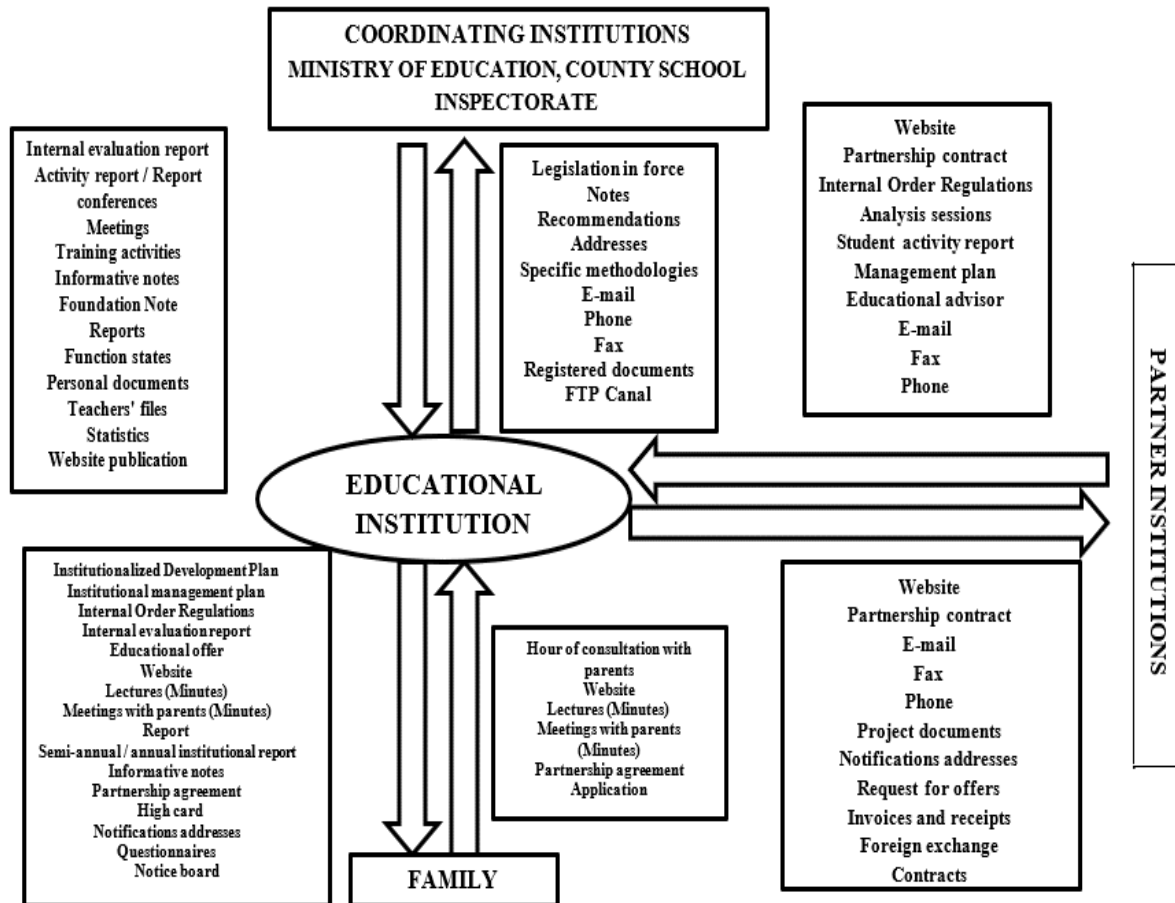 COORDINATING INSTITUTIONS
MINISTRY OF EDUCATION, COUNTY SCHOOL
INSPECTORATE
Internal evaluation report
Activity report / Report
conferences
Meetings
Training activities
Informative notes
Foundation Note
Reports
Function states
Personal documents
Teachers' files
Statistics
Website publication
Legislation in force
Notes
Recommendations
Addresses
Specific methodologies
E-mail
Phone
Fax
Registered documents
FTP Canal
Website
Partnership contract
Internal Order Regulations
Analysis sessions
Student activity report
Management plan
Educational advisor
E-mail
Fax
Phone
PARTNER INSTITUTIONS
EDUCATIONAL
INSTITUTION
Institutionalized Development Plan
Institutional management plan
Internal Order Regulations
Internal evaluation report
Educational offer
Website
Lectures (Minutes)
Meetings with parents (Minutes)
Report
Semi-annual / annual institutional report
Informative notes
Partnership agreement
High card
Notifications addresses
Questionnaires
Notice board
Hour of consultation with
parents
Website
Lectures (Minutes)
Meetings with parents
(Minutes)
Partnership agreement
Application
Website
Partnership contract
E-mail
Fax
Phone
Project documents
Notifications addresses
Request for offers
Invoices and receipts
Foreign exchange
Contracts
FAMILY